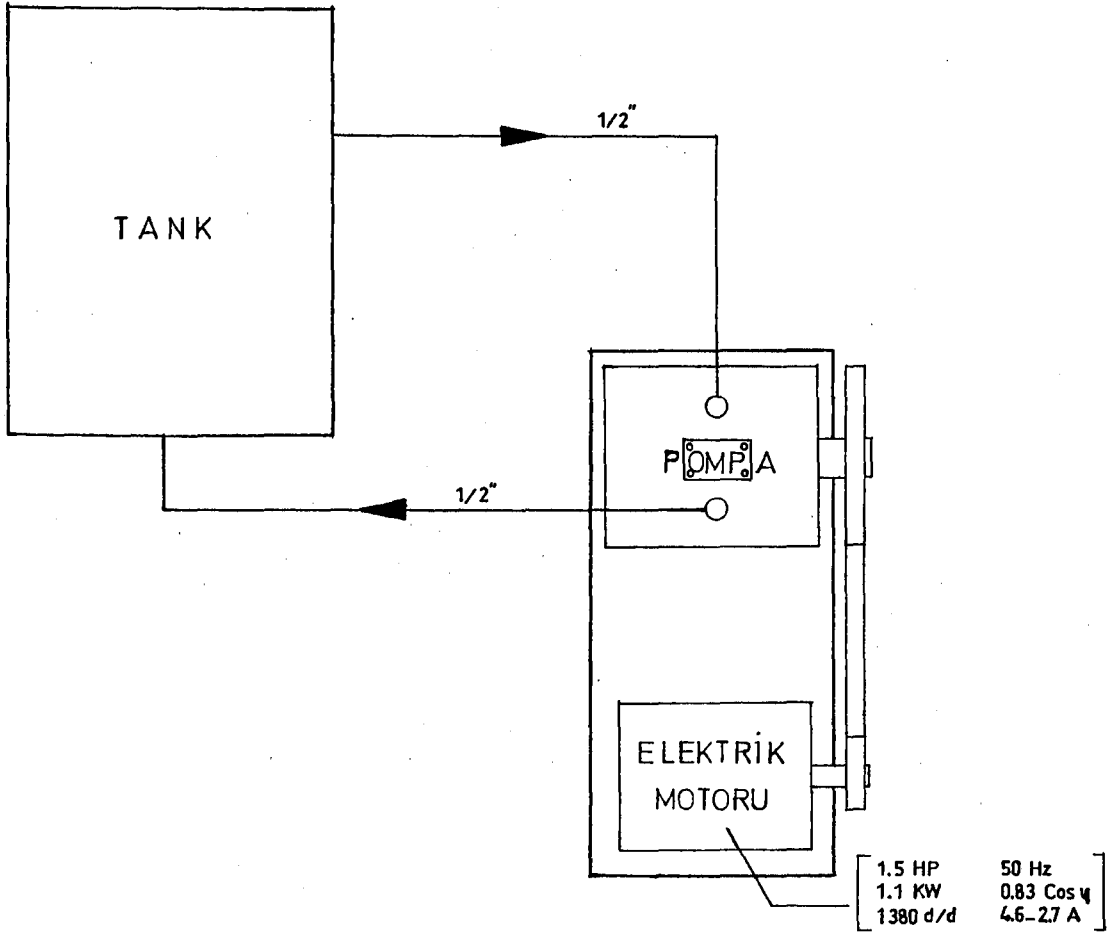 1/2"
TANK
POMPA
1/2"
ELEKTRİK
MOTORU
1.5 HP 50 Hz
1.1 KW 0.83 Cos φ
1380 d/d 4.6-2.7 A